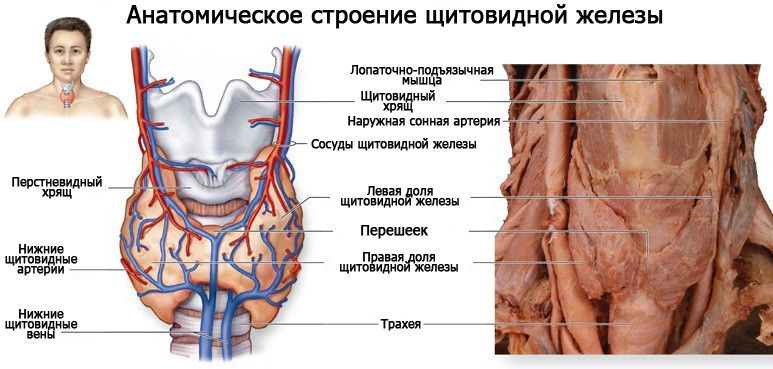 Анатомическое строение щитовидной железы
Лопаточно-подъязычная
мышца
Щитовидный
хрящ
Наружная сонная артерия
Сосуды щитовидной железы
Перстневидный
хрящ
Левая доля
щитовидной железы
Перешеек
Нижние
щитовидные
артерии
Правая доля
щитовидной железы
Нижние
щитовидные
вены
Трахея